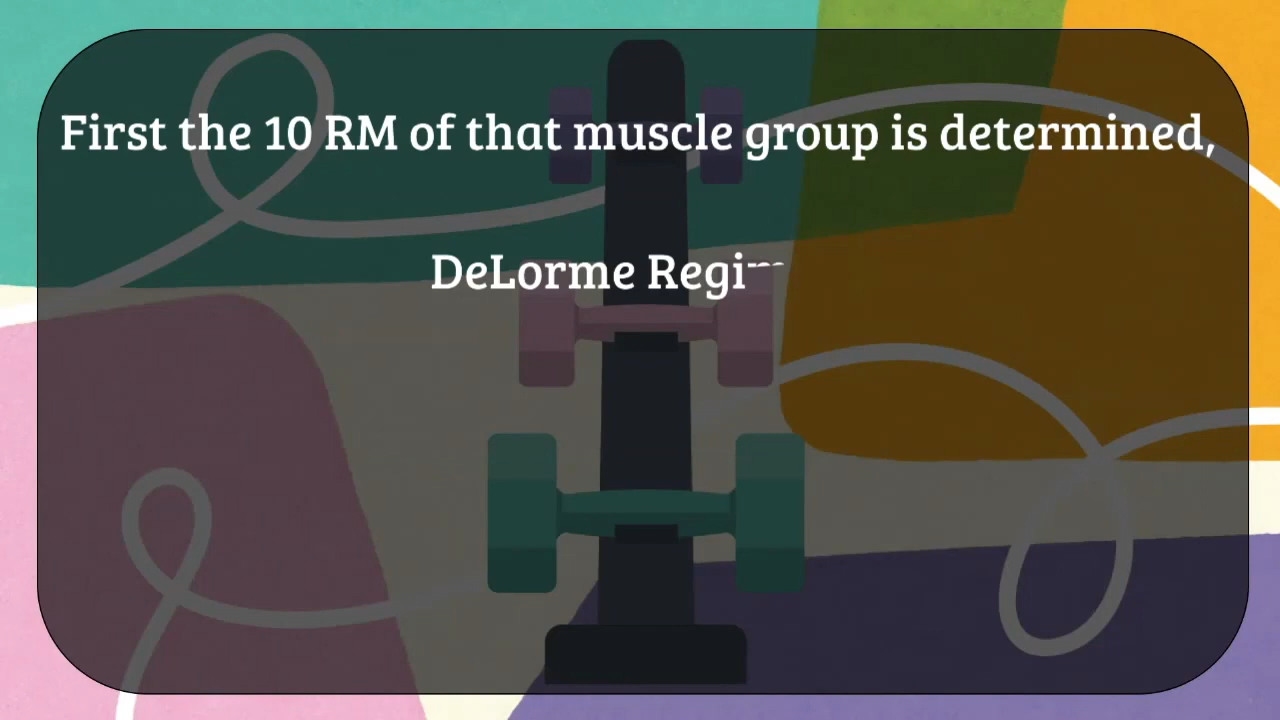 First the 10 RM of that muscle group is determined,
DeLorme